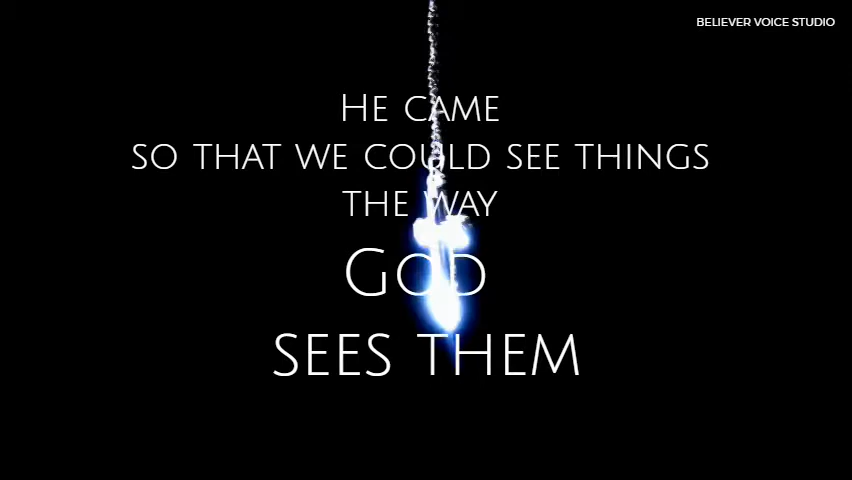 BELIEVER VOICE STUDIO
HE CAME
SO THAT WE COULD SEE THINGS
THE WAY
GOD
SEES THEM